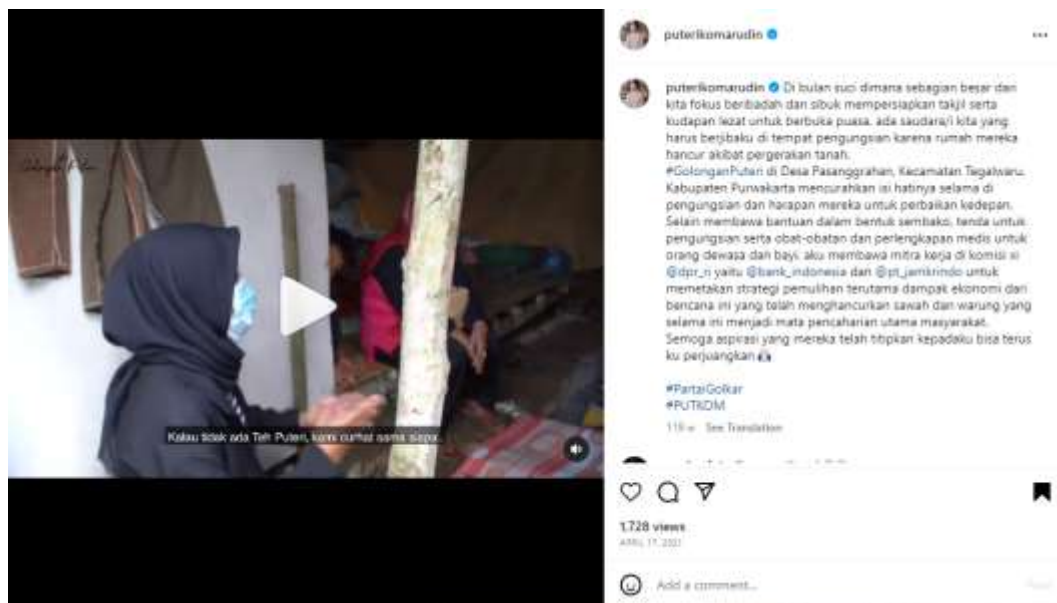 puterikomarudin
puterikomarudin Di bulan suci dimana sebagian besar dari
kita fokus beribadah dan sibuk mempersiapkan takjil serta
kudapan lezat untuk berbuka puasa, ada saudara/i kita yang
harus berjibaku di tempat pengungsian karena rumah mereka
hancur akibat pergerakan tanah.
#GolonganPuteri di Desa Pasanggrahan, Kecamatan Tegalwaru,
Kabupaten Purwakarta mencurahkan isi hatinya selama di
pengungsian dan harapan mereka untuk perbaikan kedepan.
Selain membawa bantuan dalam bentuk sembako, tenda untuk
pengungsian serta obat-obatan dan perlengkapan medis untuk
orang dewasa dan bayi, aku membawa mitra kerja di komisi xi
@dpr_ri yaitu @bank_indonesia dan @pt_jamkrindo untuk
memetakan strategi pemulihan terutama dampak ekonomi dari
bencana ini yang telah menghancurkan sawah dan warung yang
selama ini menjadi mata pencaharian utama masyarakat.
Semoga aspirasi yang mereka telah titipkan kepadaku bisa terus
ku perjuangkan
#PartaiGolkar
#PUTKOM
119 w See Translation
Kalau tidak ada Teh Puteri, kami curhat sama siapa
1,728 views
APRIL 17, 2021
Add a comment...